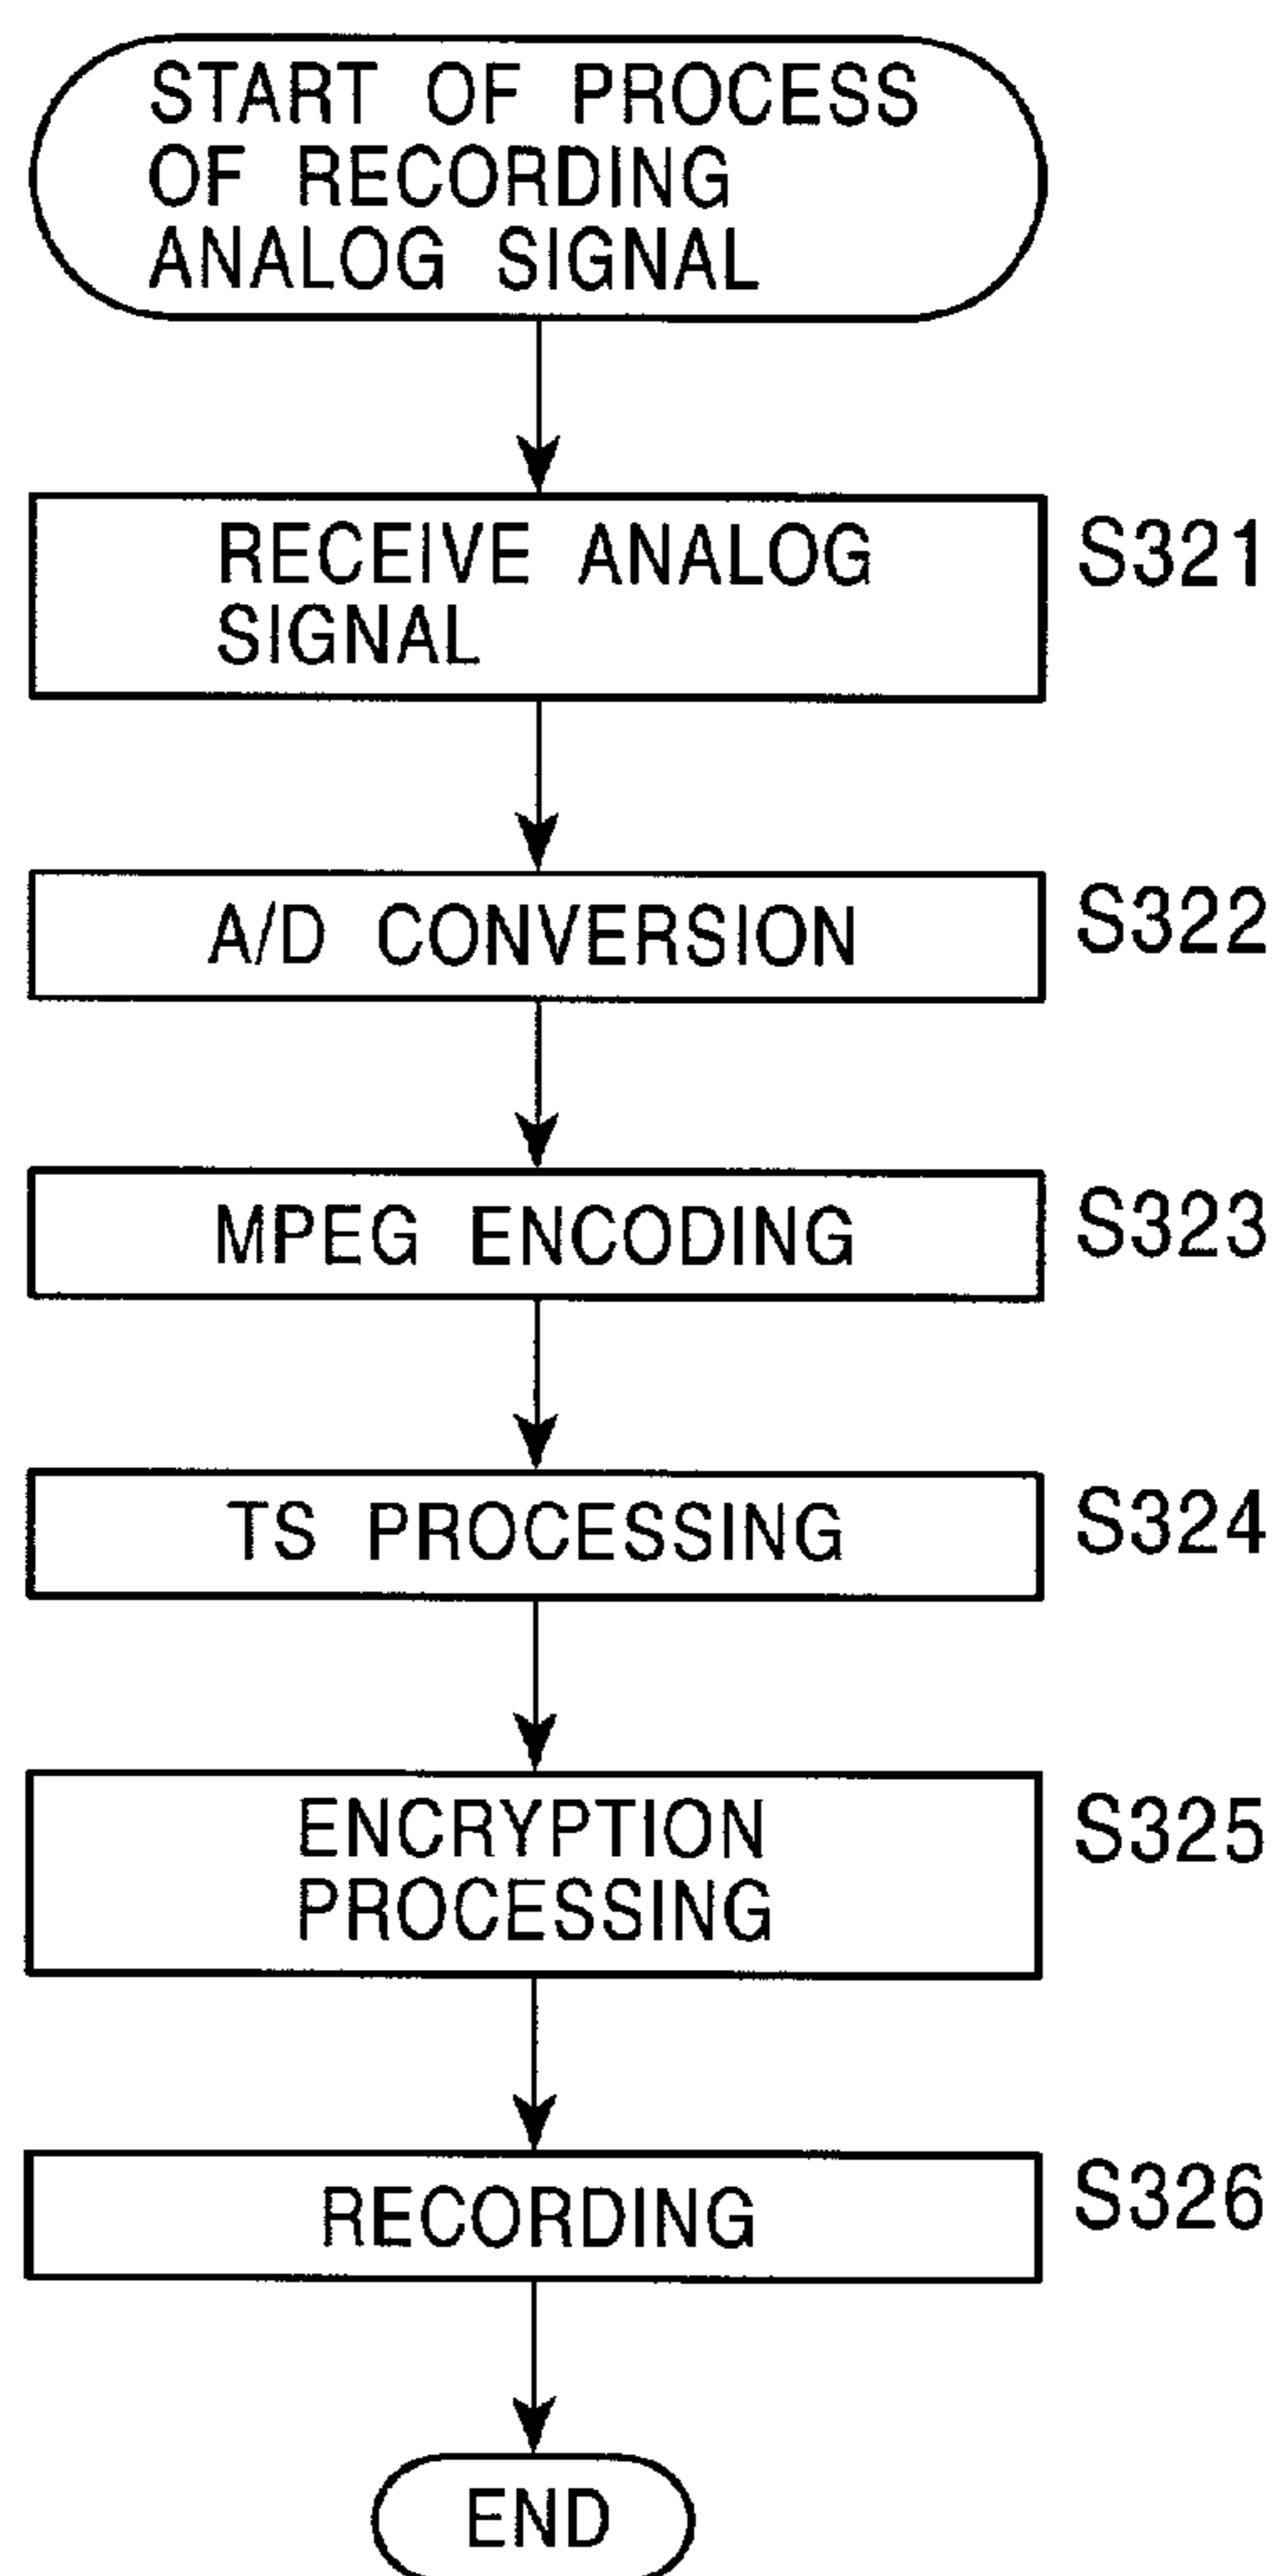 START OF PROCESS
OF RECORDING
ANALOG SIGNAL
RECEIVE ANALOG
SIGNAL
S321
A/D CONVERSION
S322
MPEG ENCODING
S323
TS PROCESSING
S324
ENCRYPTION
PROCESSING
S325
RECORDING
S326
END